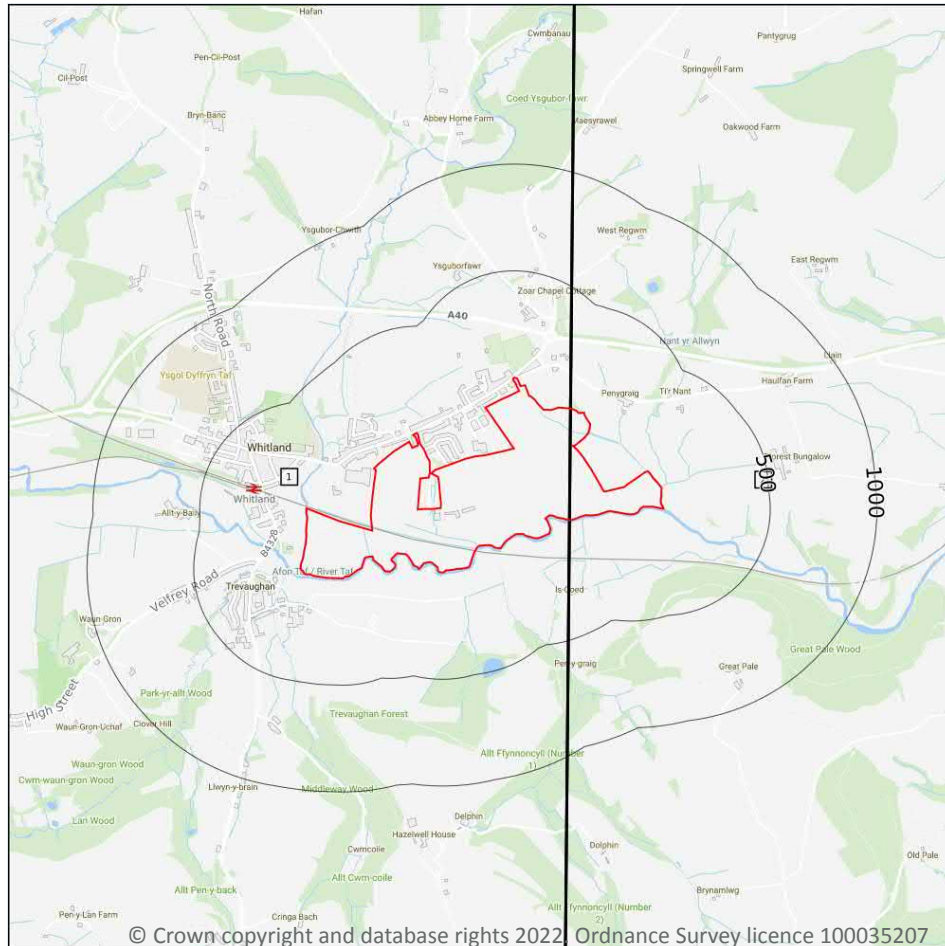 Hafan
Cwmbanau
Pantygrug
Pen-Cil-Post
Cil-Post
Springwell Farm
Coed Ysgubor-fawr
Bryn-Banc
Abbey Home Farm
Maesyrawel
Oakwood Farm
Ysgubor-Chwith
West Regwm
East Regwm
Ysguborfawr
North Road
Zoar Chapel Cottage
A40
Nant yr Allwyn
Llain
Ysgol Dyffryn Taf
Haulfan Farm
Penygraig
Ti'r Nant
Whitland
1
500
Forest Bungalow
1000
Whitland
Allt-y-Baily
B4328
Afon Taf / River Taf
Velfrey Road
Trevaughan
Is-Coed
Waun-Gron
Great Pale Wood
Pen-y-graig
Great Pale
Park-yr-allt Wood
High Street
Trevaughan Forest
Waun-Gron-Uchaf
Clover Hill
Allt Ffynnoncyll (Number
1)
Waun-gron Wood
Cwm-waun-gron Wood
Llwyn-y-brain
Middleway Wood
Lan Wood
Delphin
Hazelwell House
Dolphin
Cwmcoile
Old Pale
Allt Cwm-coile
Allt Pen-y-back
Brynamlwg
Allt Ffynnoncyll (Number
2)
Pen-y-Lan Farm
Cringa Bach
© Crown copyright and database rights 2022 Ordnance Survey licence 100035207